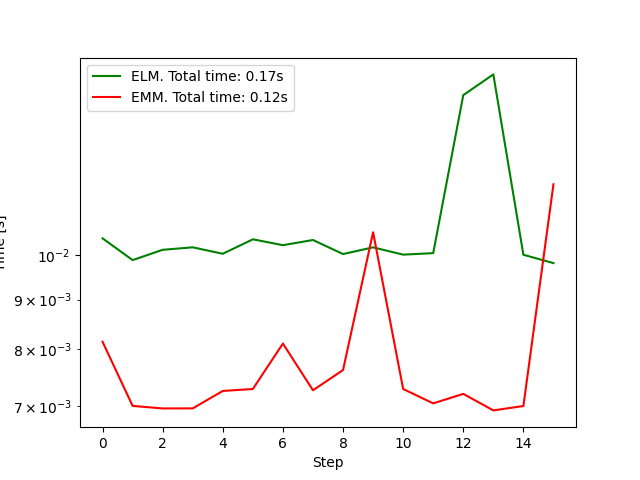 ELM. Total time: 0.17s
EMM. Total time: 0.12s
Time [s]
10⁻²
9 × 10⁻³
8 × 10⁻³
7 × 10⁻³
0 2 4 6 8 10 12 14
Step